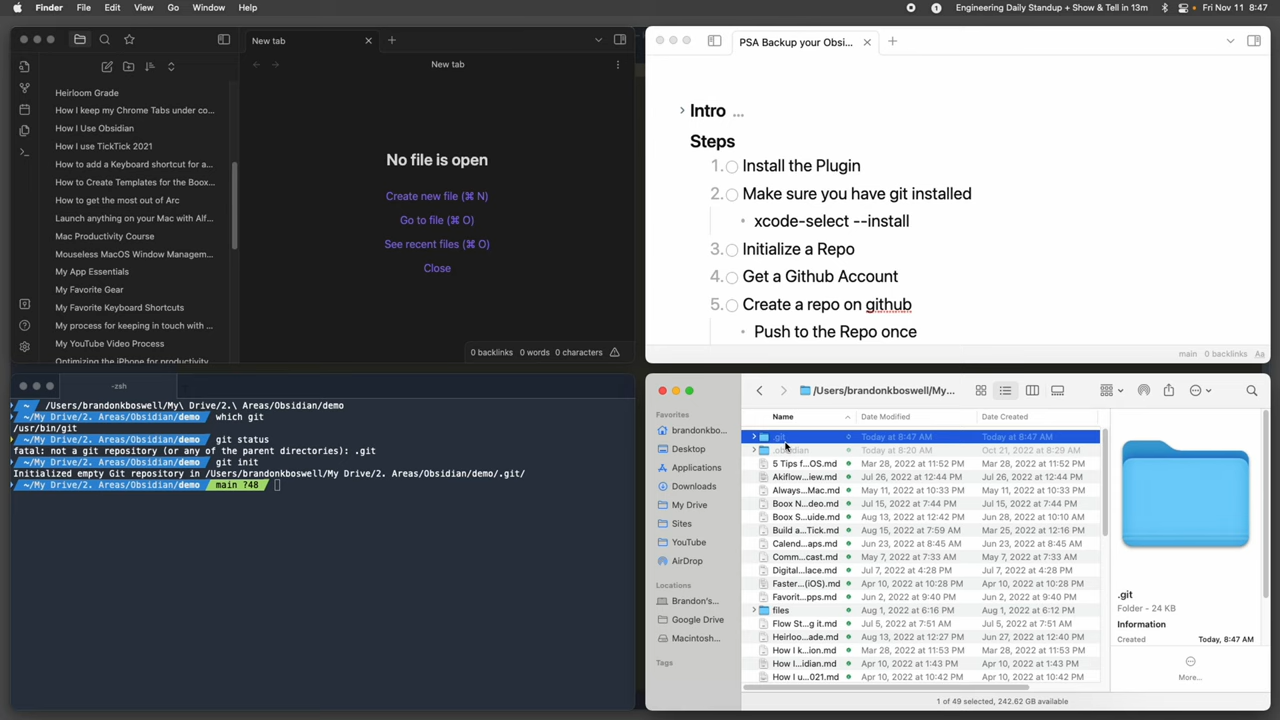 Finder File Edit View Go Window Help
1 Engineering Daily Standup + Show & Tell in 13m Fri Nov 11 8:47
New tab
New tab
Heirloom Grade
How I keep my Chrome Tabs under co...
How I Use Obsidian
How I use TickTick 2021
How to add a Keyboard shortcut for a...
How to Create Templates for the Boox...
How to get the most out of Arc
Launch anything on your Mac with Alf...
Mac Productivity Course
Mouseless MacOS Window Managem...
My App Essentials
My Favorite Gear
My Favorite Keyboard Shortcuts
My process for keeping in touch with ...
My YouTube Video Process
Optimizing the iPhone for productivity
No file is open
Create new file (⌘ N)
Go to file (⌘ O)
See recent files (⌘ O)
Close
0 backlinks 0 words 0 characters
PSA Backup your Obsi...
Intro ...
Steps
1. Install the Plugin
2. Make sure you have git installed
• xcode-select --install
3. Initialize a Repo
4. Get a Github Account
5. Create a repo on github
• Push to the Repo once
main 0 backlinks Aa
-zsh
~ /Users/brandonkboswell/My\ Drive/2.\ Areas/Obsidian/demo
~/My Drive/2. Areas/Obsidian/demo which git
/usr/bin/git
~/My Drive/2. Areas/Obsidian/demo git status
fatal: not a git repository (or any of the parent directories): .git
~/My Drive/2. Areas/Obsidian/demo git init
Initialized empty Git repository in /Users/brandonkboswell/My Drive/2. Areas/Obsidian/demo/.git/
~/My Drive/2. Areas/Obsidian/demo main ?48
/Users/brandonkboswell/My...
Favorites
brandonkbo...
Desktop
Applications
Downloads
My Drive
Sites
YouTube
AirDrop
Locations
Brandon's...
Google Drive
Macintosh...
Tags
Name Date Modified Date Created
.git Today at 8:47 AM Today at 8:47 AM
.obsidian Today at 8:20 AM Oct 21, 2022 at 8:29 AM
5 Tips f...OS.md Mar 28, 2022 at 11:52 PM Mar 28, 2022 at 11:52 PM
Akiflow...iew.md Jul 26, 2022 at 12:44 PM Jul 26, 2022 at 12:44 PM
Always...Mac.md May 11, 2022 at 10:33 PM May 11, 2022 at 10:33 PM
Boox N...deo.md Jul 15, 2022 at 7:44 PM Jul 15, 2022 at 7:44 PM
Boox S...uide.md Aug 13, 2022 at 12:42 PM Jun 28, 2022 at 10:10 AM
Build a...Tick.md Aug 15, 2022 at 7:59 AM Mar 25, 2022 at 12:16 PM
Calend...aps.md Jun 23, 2022 at 8:45 AM Jun 23, 2022 at 8:45 AM
Comm...cast.md May 7, 2022 at 7:33 AM May 7, 2022 at 7:33 AM
Digital...lace.md Jul 7, 2022 at 4:28 PM Jul 7, 2022 at 4:28 PM
Faster...(iOS).md Apr 10, 2022 at 10:28 PM Apr 10, 2022 at 10:28 PM
Favorit...pps.md Jun 2, 2022 at 9:40 PM Jun 2, 2022 at 9:40 PM
files Aug 1, 2022 at 6:16 PM Aug 1, 2022 at 6:12 PM
Flow St...g it.md Jul 5, 2022 at 7:51 AM Jul 5, 2022 at 7:51 AM
Heirloo...ade.md Aug 13, 2022 at 12:27 PM Jun 27, 2022 at 12:40 PM
How I k...ion.md Mar 28, 2022 at 11:53 PM Mar 28, 2022 at 11:53 PM
How I...idian.md Apr 10, 2022 at 1:43 PM Apr 10, 2022 at 1:43 PM
How I u...021.md Apr 10, 2022 at 10:42 PM Apr 10, 2022 at 10:42 PM
.git
Folder - 24 KB
Information
Created Today, 8:47 AM
More...
1 of 49 selected, 242.62 GB available